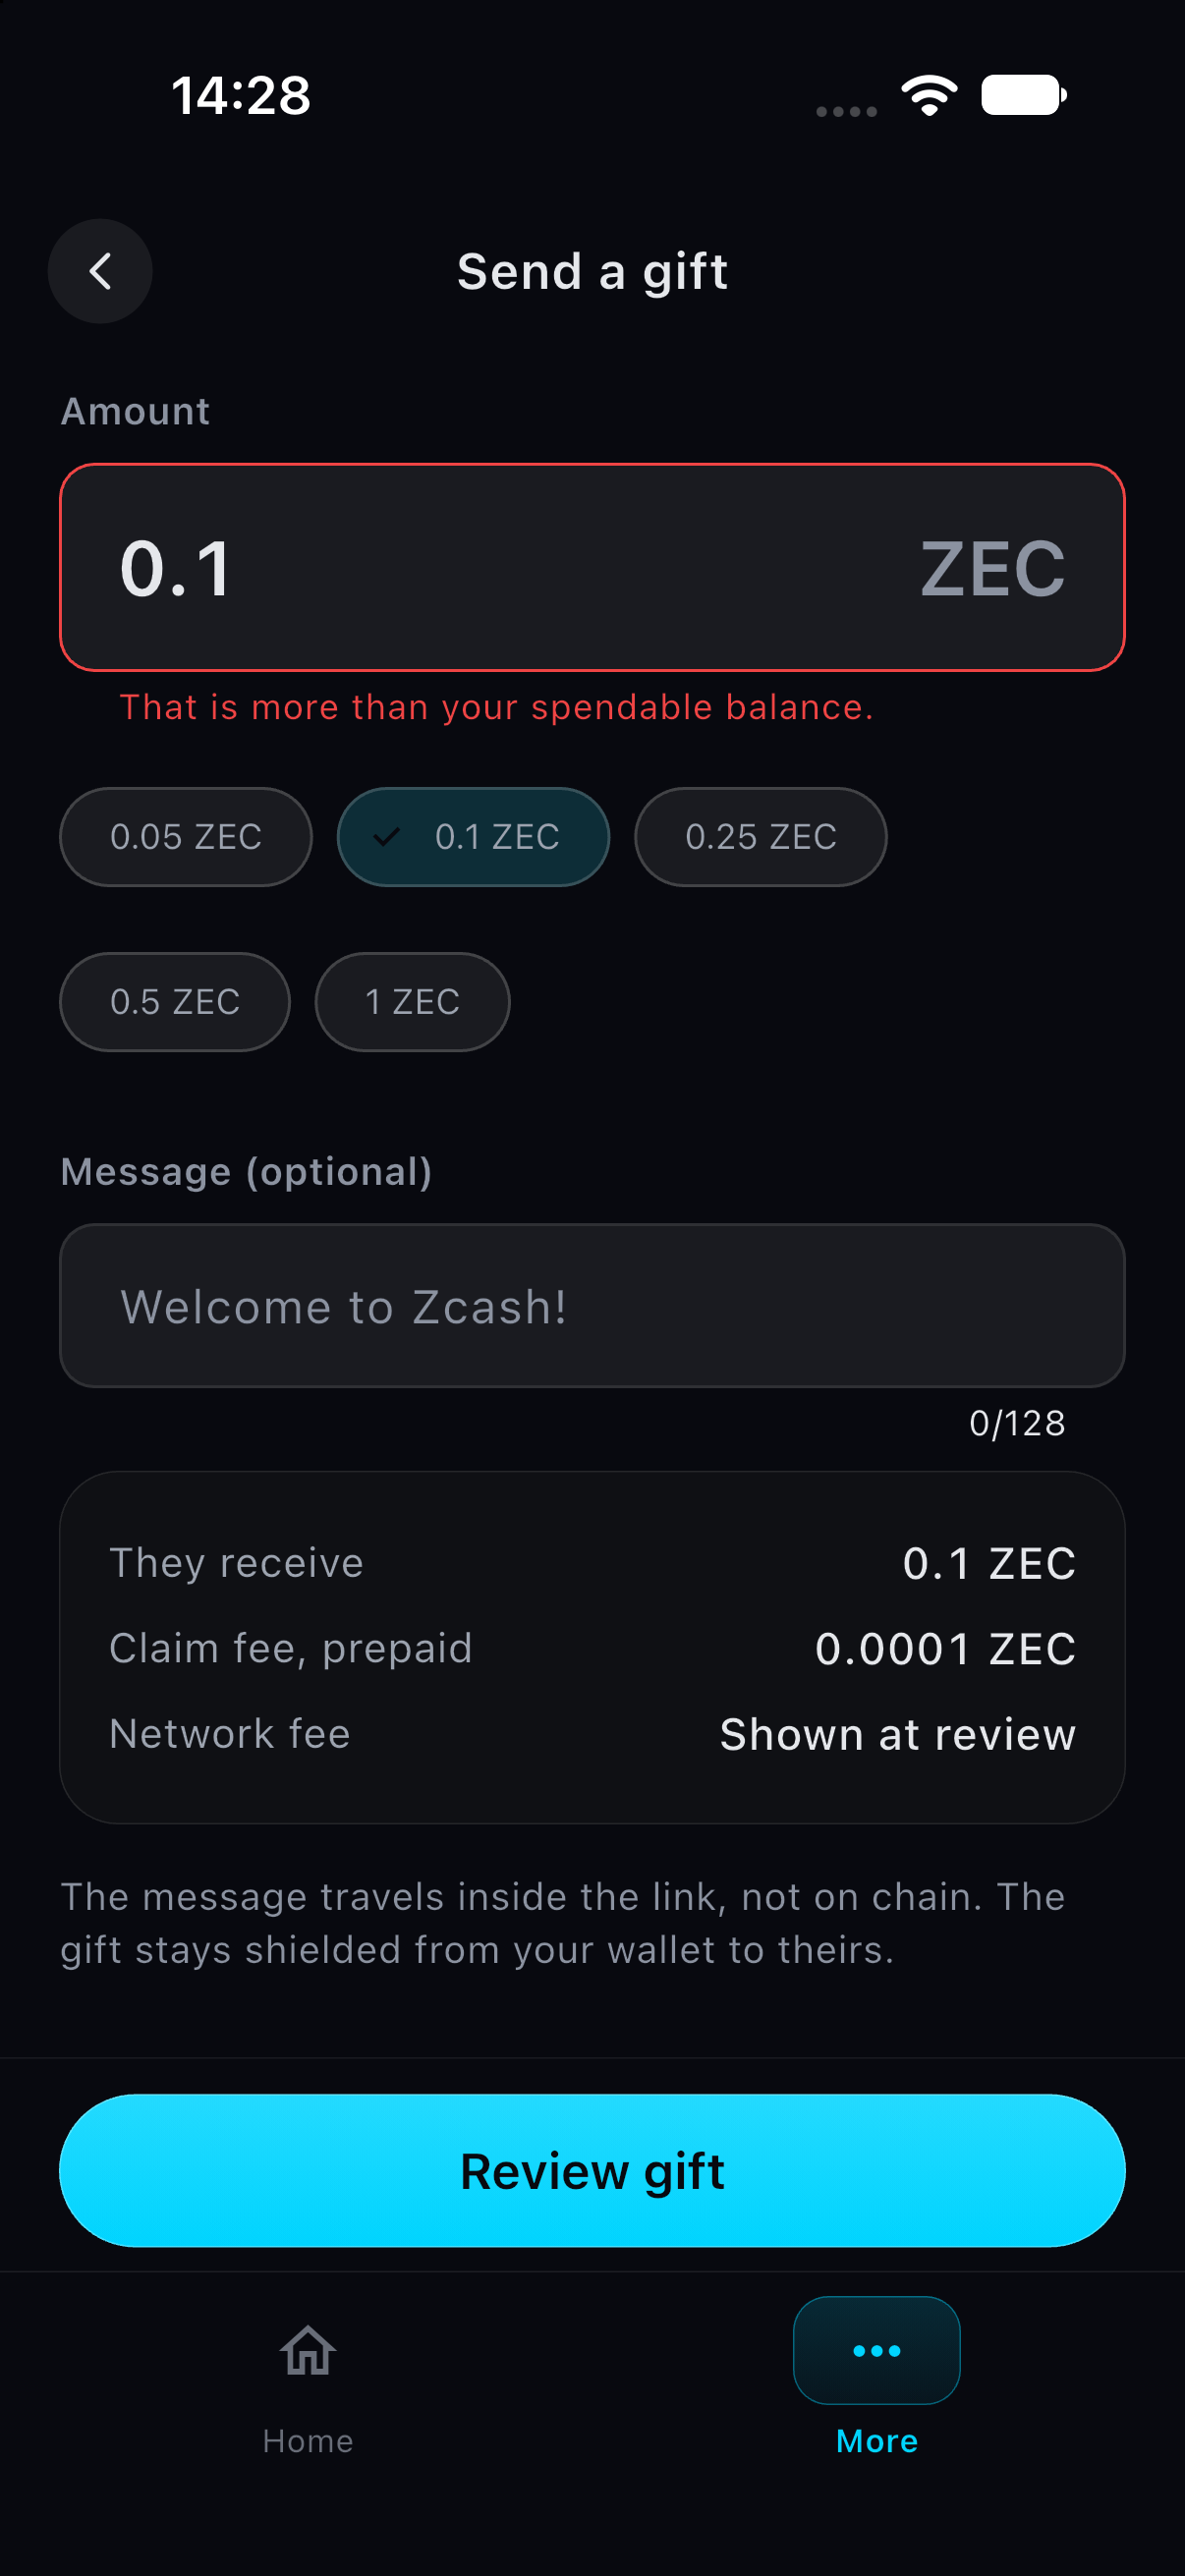 14:28
Send a gift
Amount
0.1 ZEC
That is more than your spendable balance.
0.05 ZEC 0.1 ZEC 0.25 ZEC
0.5 ZEC 1 ZEC
Message (optional)
Welcome to Zcash!
0/128
They receive 0.1 ZEC
Claim fee, prepaid 0.0001 ZEC
Network fee Shown at review
The message travels inside the link, not on chain. The
gift stays shielded from your wallet to theirs.
Review gift
Home More